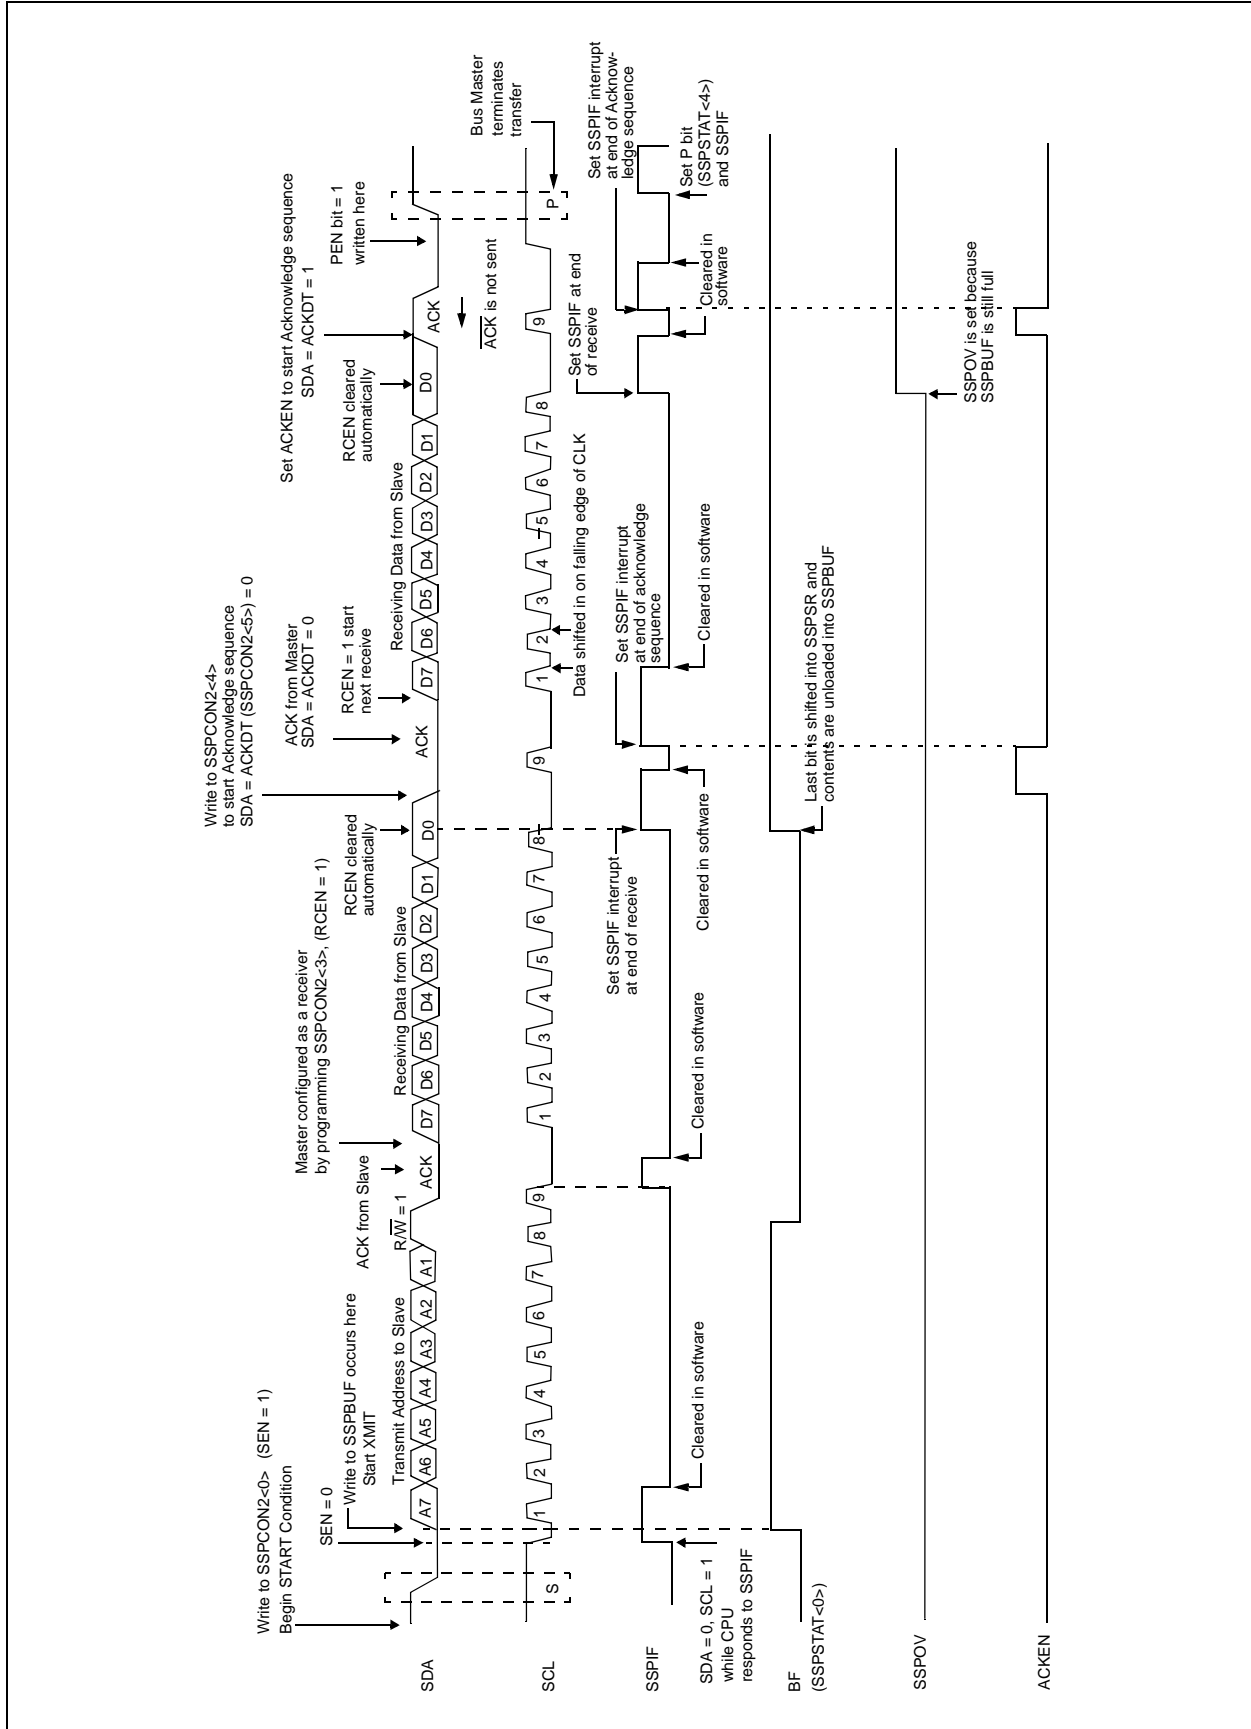 Write to SSPCON2<0> (SEN = 1)
Begin START Condition
SEN = 0
Write to SSPBUF occurs here
Start XMIT
ACK from Slave
Master configured as a receiver
by programming SSPCON2<3>, (RCEN = 1)
RCEN cleared
automatically
Write to SSPCON2<4>
to start Acknowledge sequence
SDA = ACKDT (SSPCON2<5>) = 0
ACK from Master
SDA = ACKDT = 0
RCEN = 1 start
next receive
RCEN cleared
automatically
Set ACKEN to start Acknowledge sequence
SDA = ACKDT = 1
PEN bit = 1
written here
Transmit Address to Slave
R/W = 1
Receiving Data from Slave
Receiving Data from Slave
SDA
A7 A6 A5 A4 A3 A2 A1
ACK
D7 D6 D5 D4 D3 D2 D1 D0
ACK
D7 D6 D5 D4 D3 D2 D1 D0
ACK
ACK is not sent
Bus Master
terminates
transfer
SCL
S
1 2 3 4 5 6 7 8 9
1 2 3 4 5 6 7 8 9
1 2 3 4 5 6 7 8 9
P
Data shifted in on falling edge of CLK
Set SSPIF interrupt
at end of receive
Set SSPIF interrupt
at end of acknowledge
sequence
Set SSPIF at end
of receive
Set SSPIF interrupt
at end of Acknow-
ledge sequence
SSPIF
SDA = 0, SCL = 1
while CPU
responds to SSPIF
Cleared in software
Cleared in software
Cleared in software
Cleared in software
Cleared in
software
Set P bit
(SSPSTAT<4>)
and SSPIF
BF
(SSPSTAT<0>)
Last bit is shifted into SSPSR and
contents are unloaded into SSPBUF
SSPOV
SSPOV is set because
SSPBUF is still full
ACKEN